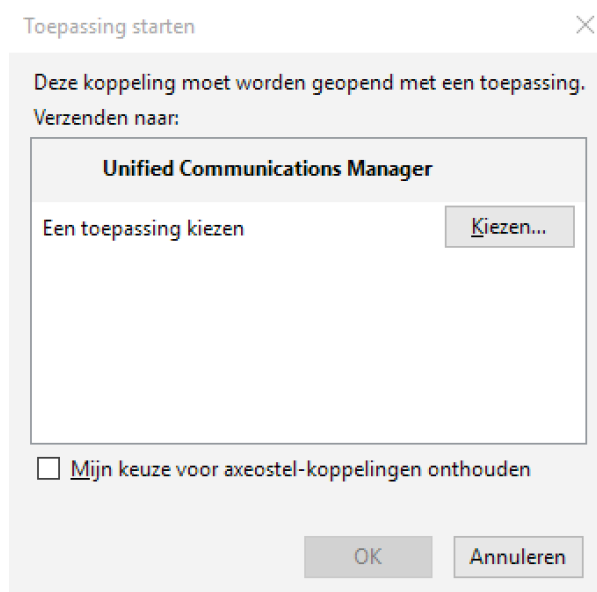 Toepassing starten
Deze koppeling moet worden geopend met een toepassing.
Verzenden naar:
Unified Communications Manager
Een toepassing kiezen
Kiezen...
Mijn keuze voor axeostel-koppelingen onthouden
OK
Annuleren